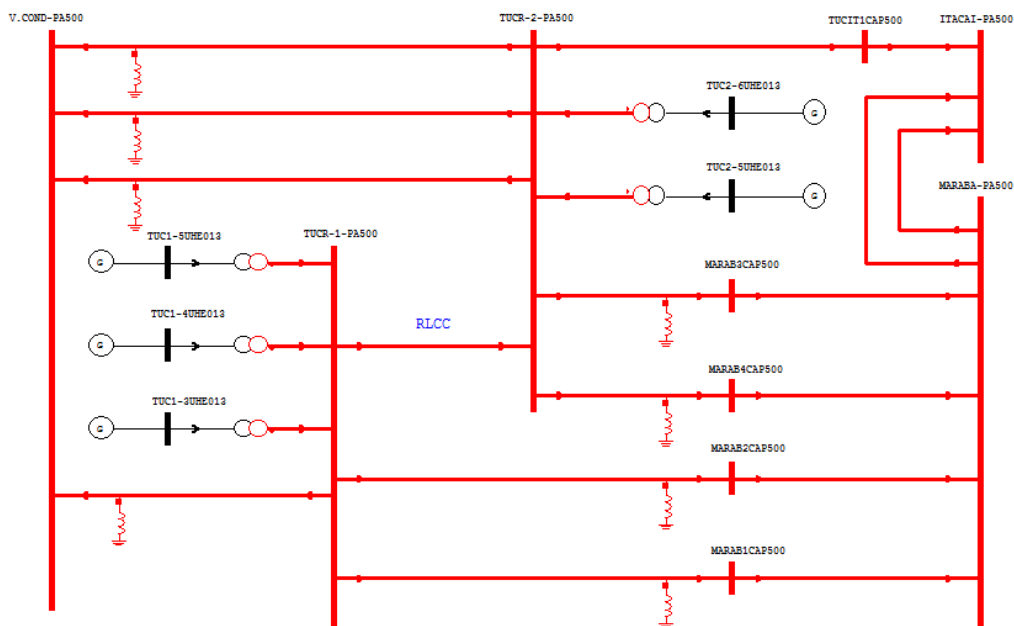 V.COND-PA500
TUCR-2-PA500
TUCIT1CAP500
ITACAI-PA500
TUC2-6UHE013
G
TUC2-5UHE013
G
MARABA-PA500
TUC1-5UHE013
G
TUCR-1-PA500
MARAB3CAP500
TUC1-4UHE013
G
RLCC
MARAB4CAP500
TUC1-3UHE013
G
MARAB2CAP500
MARAB1CAP500